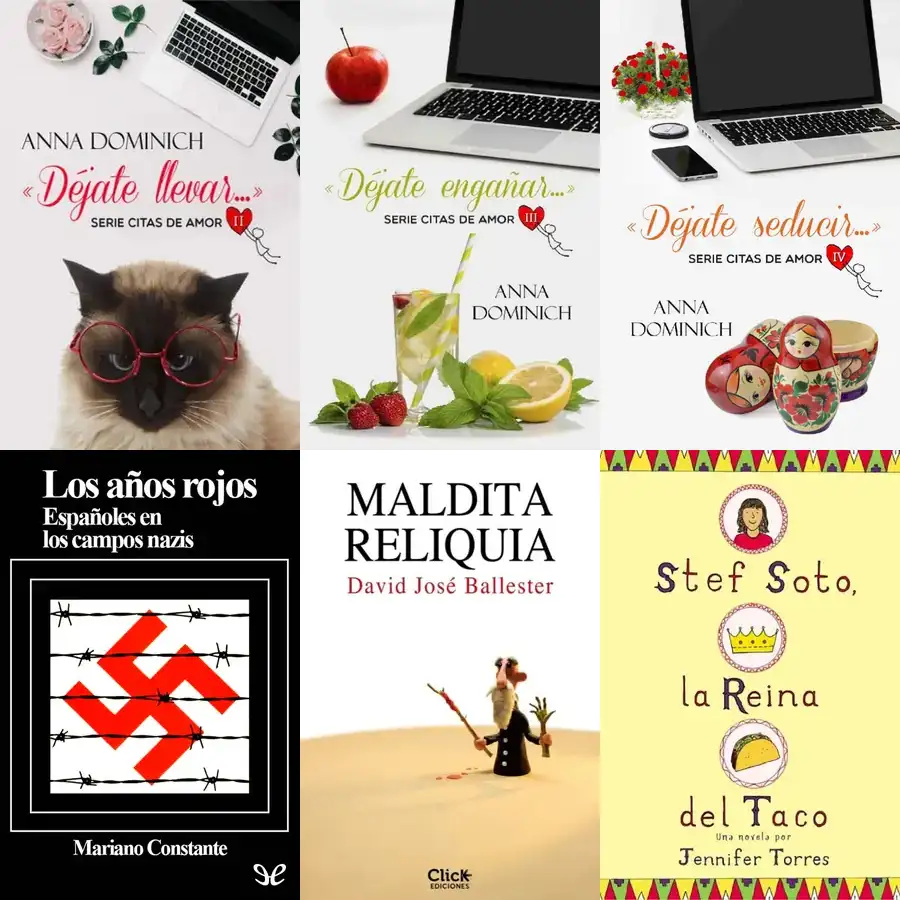 ANNA DOMINICH
«Déjate llevar...»
SERIE CITAS DE AMOR II
«Déjate engañar...»
SERIE CITAS DE AMOR III
ANNA
DOMINICH
«Déjate seducir...»
SERIE CITAS DE AMOR IV
ANNA
DOMINICH
Los años rojos
Españoles en
los campos nazis
Mariano Constante
MALDITA
RELIQUIA
David José Ballester
Click
EDICIONES
Stef Soto,
la Reina
del Taco
Una novela por
Jennifer Torres